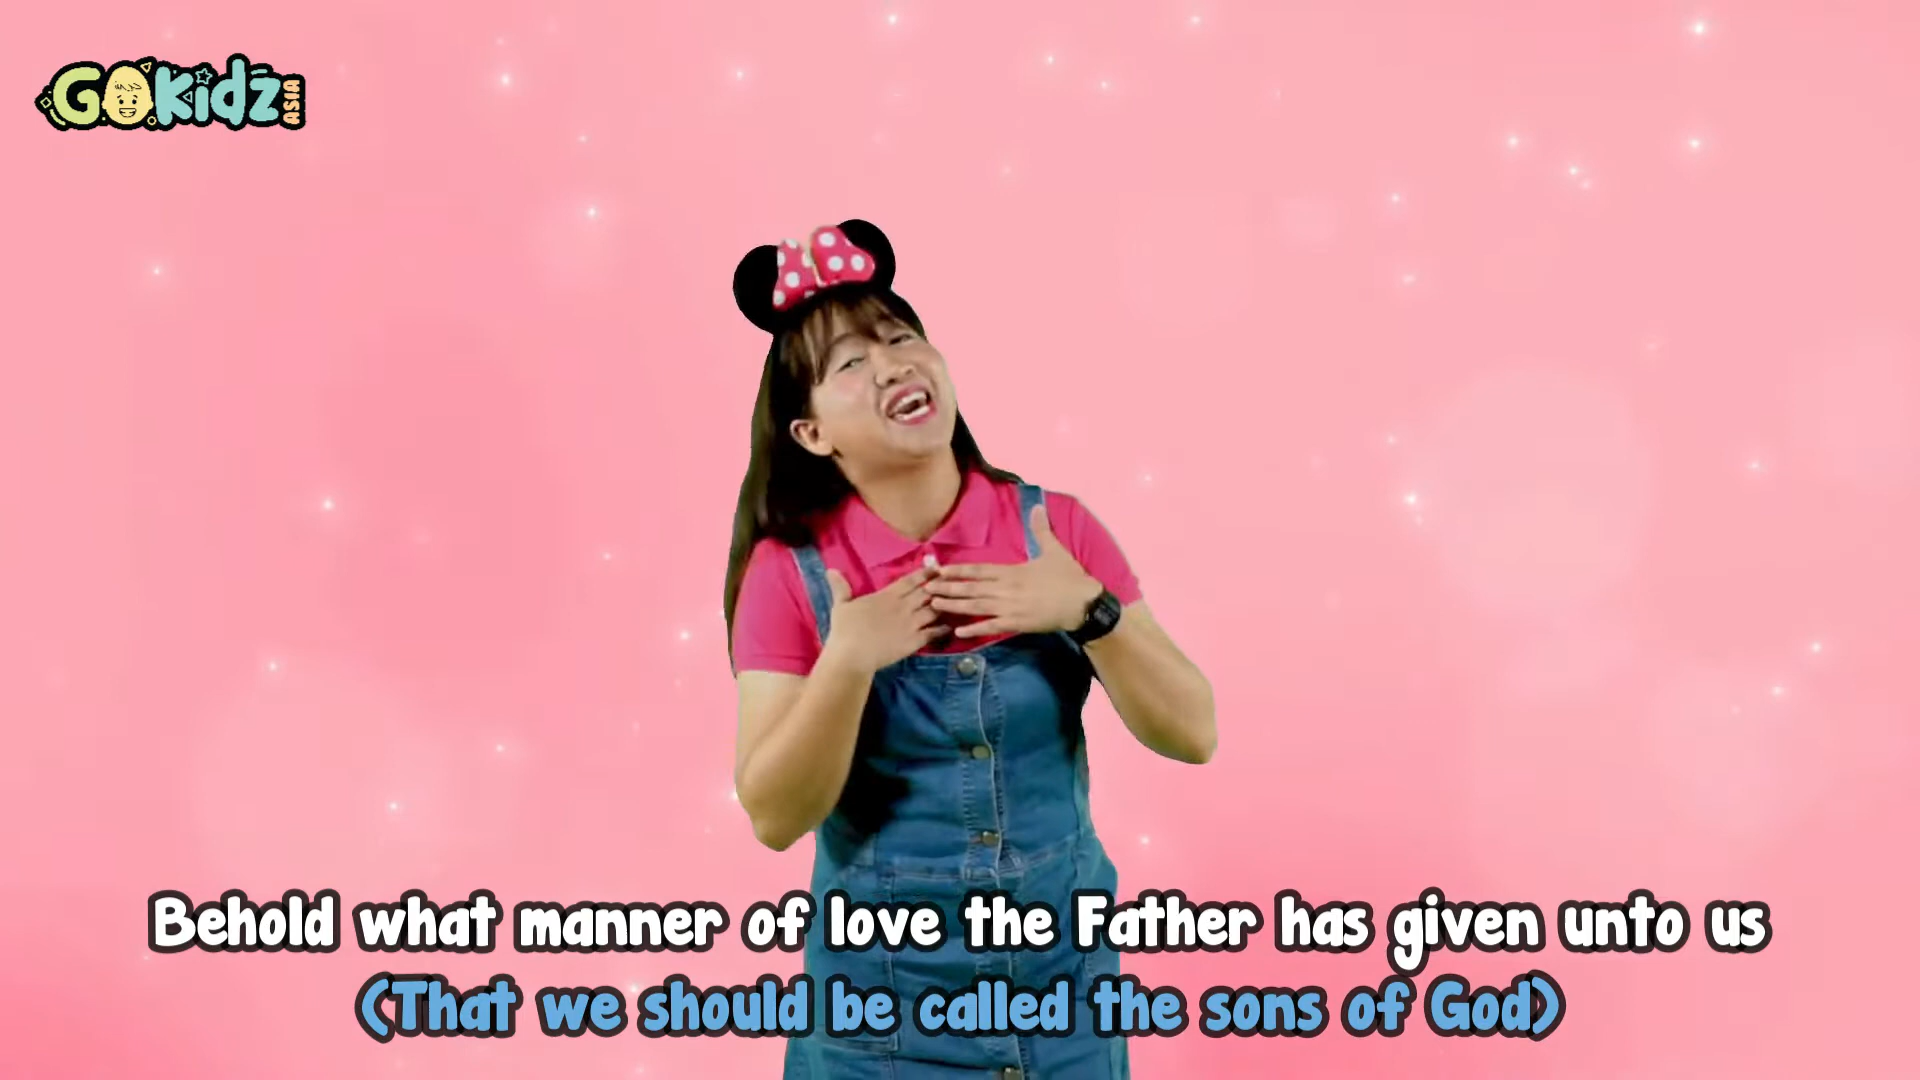 GOKidz ASIA
Behold what manner of love the Father has given unto us
(That we should be called the sons of God)